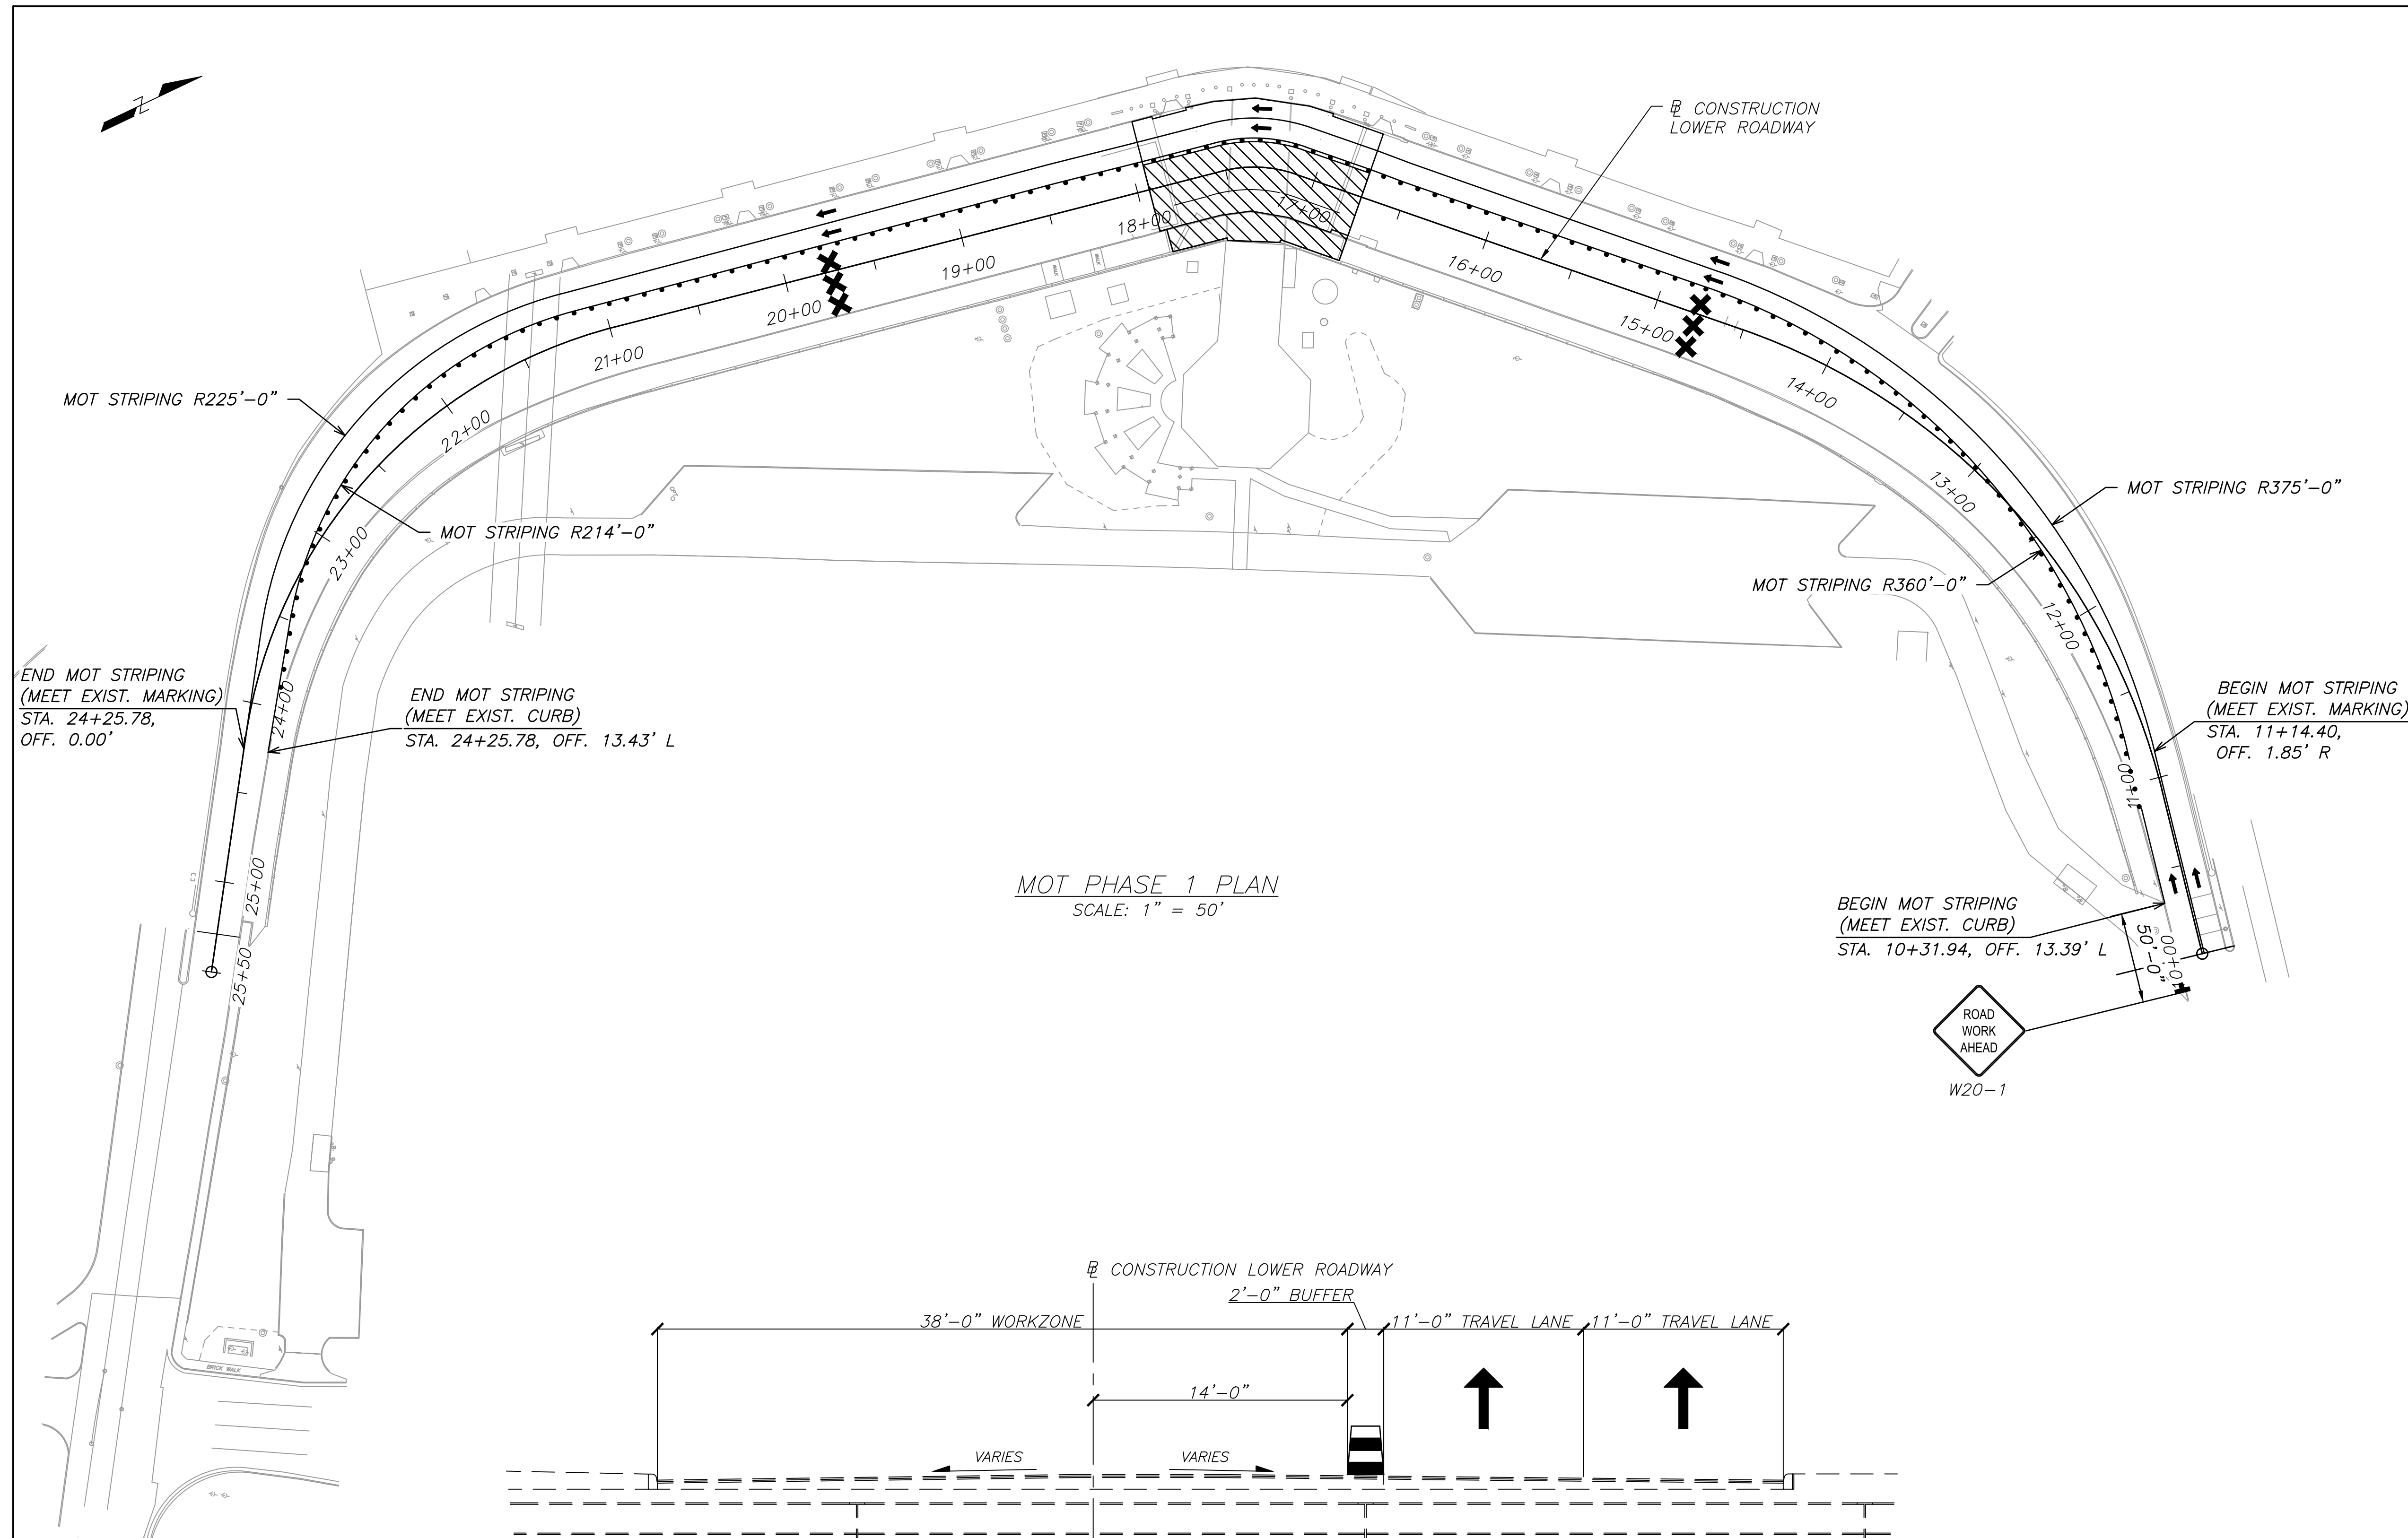 N
℄ CONSTRUCTION
LOWER ROADWAY
17+00
18+00
16+00
19+00
20+00
15+00
21+00
WALK
WALK
14+00
MOT STRIPING R225'-0"
22+00
13+00
MOT STRIPING R375'-0"
MOT STRIPING R214'-0"
23+00
MOT STRIPING R360'-0"
12+00
END MOT STRIPING
(MEET EXIST. MARKING)
STA. 24+25.78,
OFF. 0.00'
24+00
END MOT STRIPING
(MEET EXIST. CURB)
STA. 24+25.78, OFF. 13.43' L
BEGIN MOT STRIPING
(MEET EXIST. MARKING)
STA. 11+14.40,
OFF. 1.85' R
11+00
25+00
MOT PHASE 1 PLAN
SCALE: 1" = 50'
BEGIN MOT STRIPING
(MEET EXIST. CURB)
STA. 10+31.94, OFF. 13.39' L
25+50
50'-0"
10+00
ROAD
WORK
AHEAD
W20-1
℄ CONSTRUCTION LOWER ROADWAY
2'-0" BUFFER
38'-0" WORKZONE
11'-0" TRAVEL LANE
11'-0" TRAVEL LANE
BRICK WALK
14'-0"
VARIES
VARIES